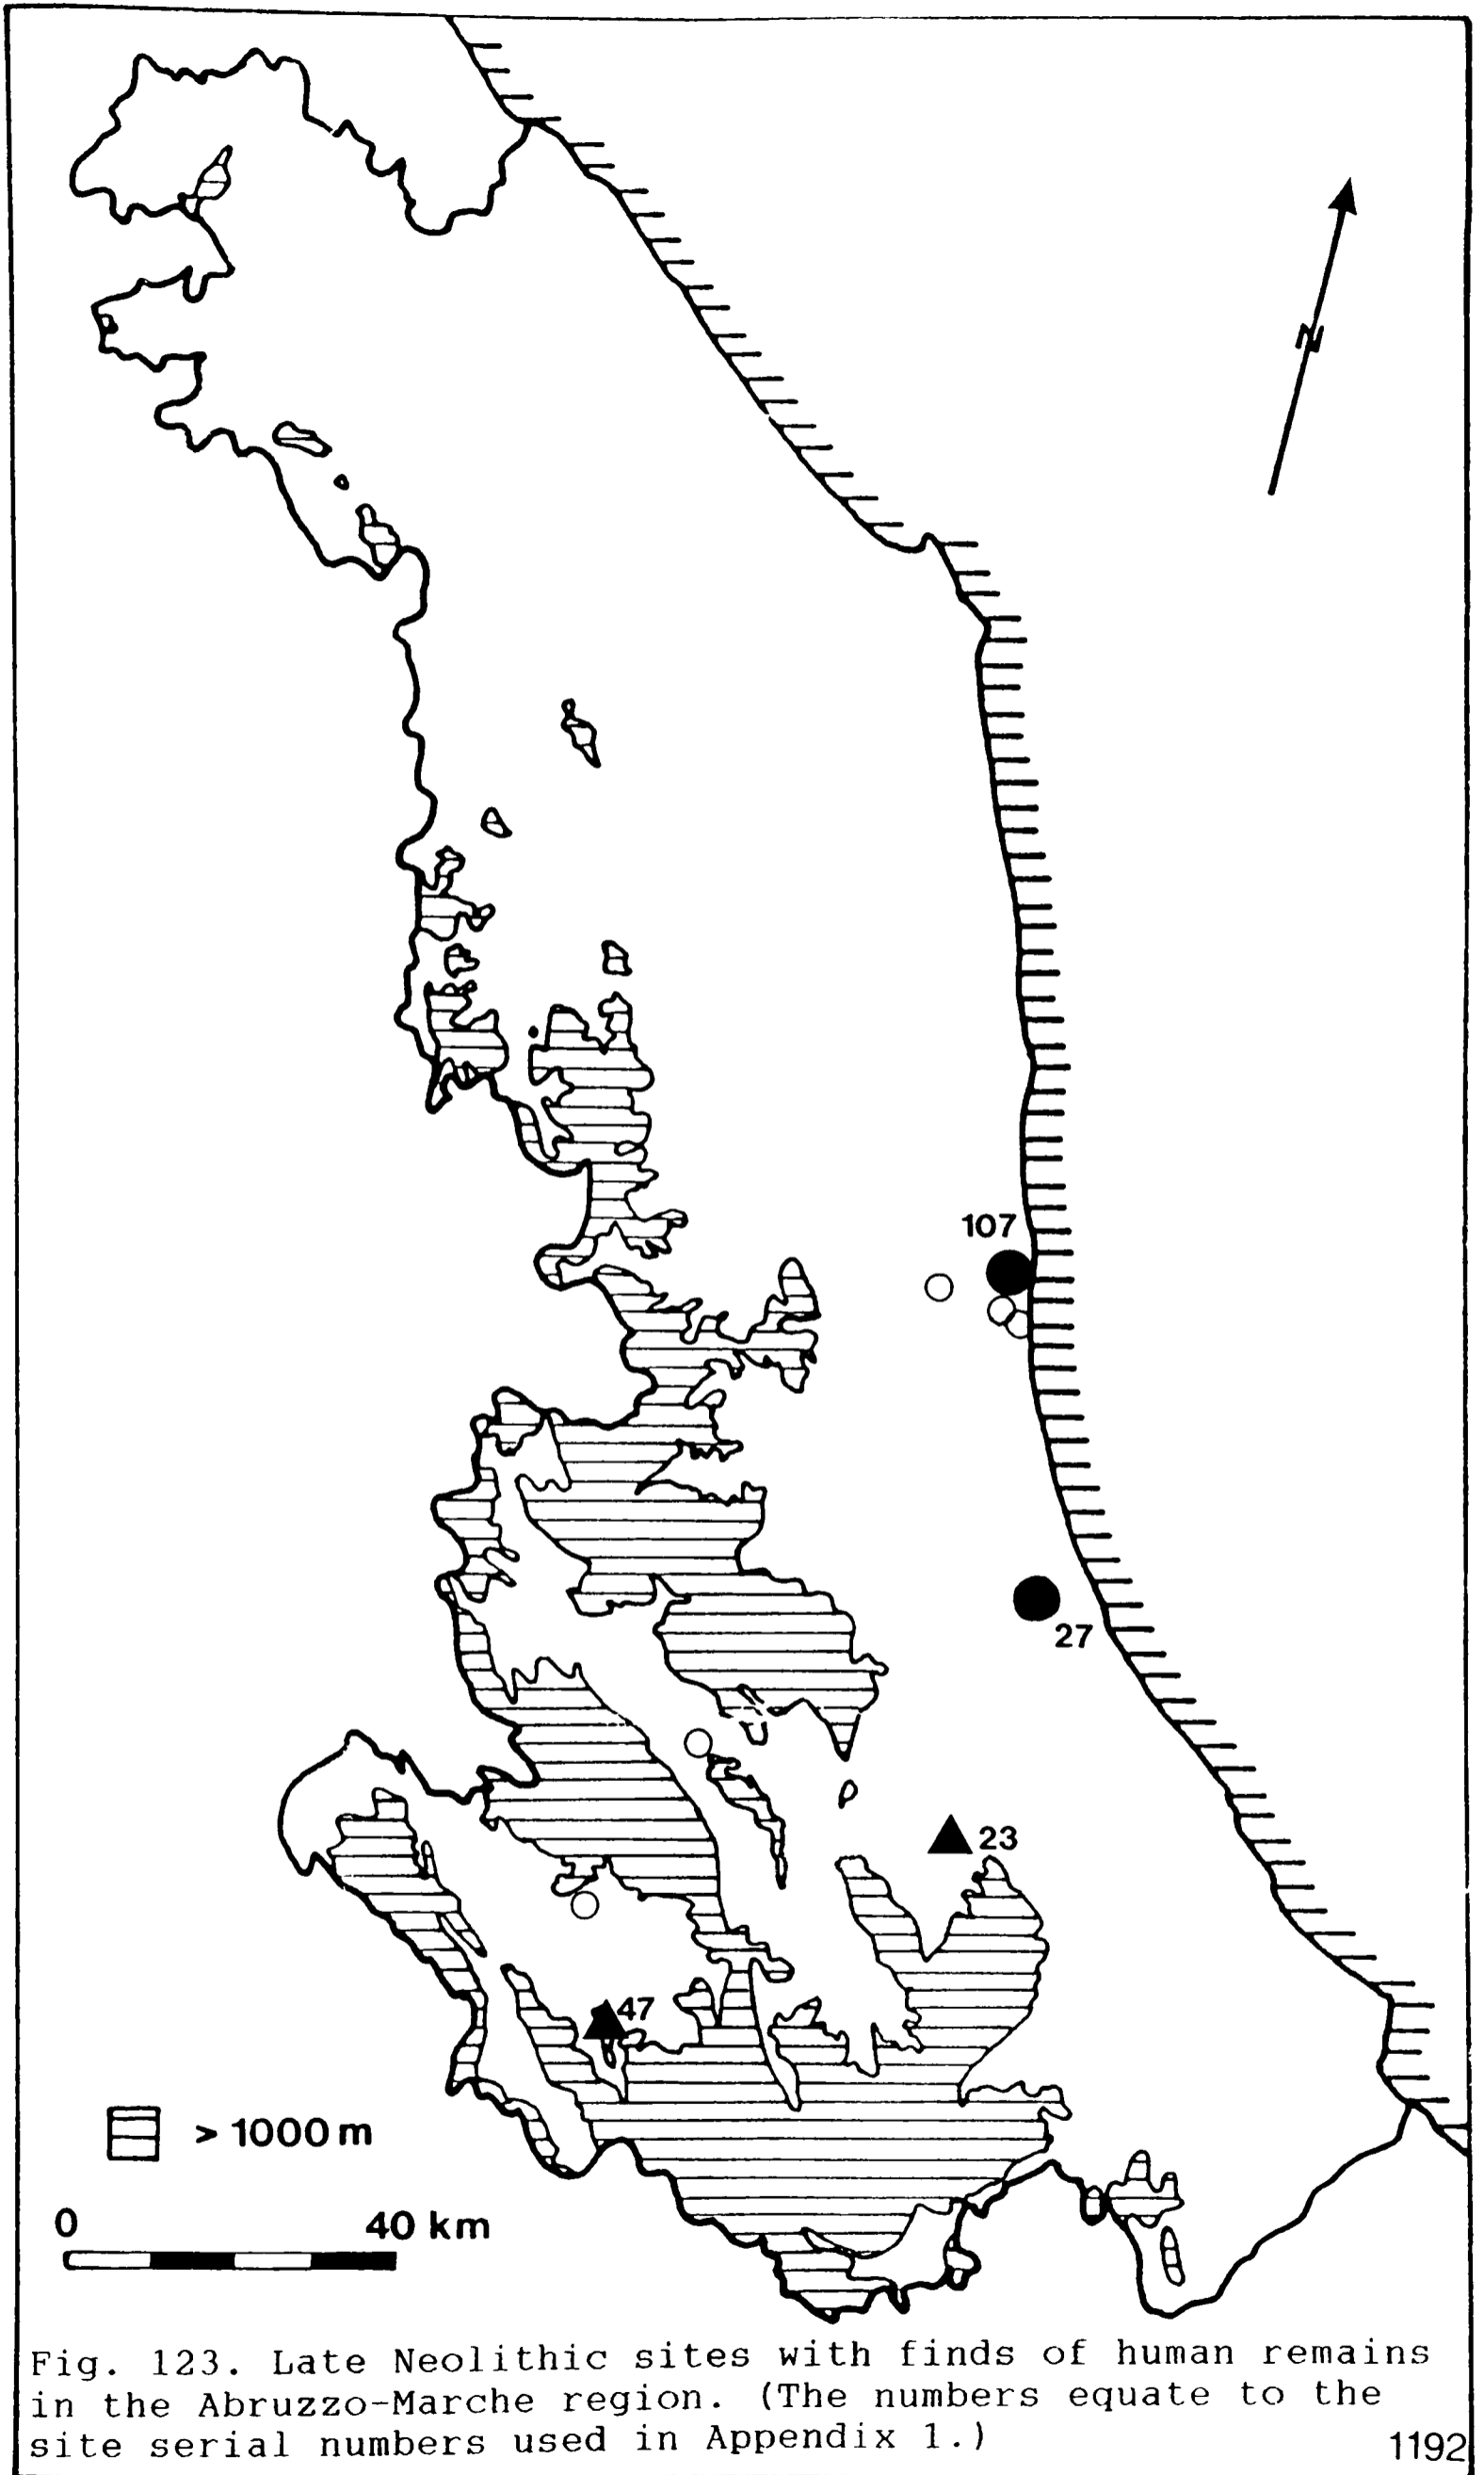 N
107
27
23
47
> 1000 m
0 40 km
Fig. 123. Late Neolithic sites with finds of human remains
in the Abruzzo-Marche region. (The numbers equate to the
site serial numbers used in Appendix 1.)
1192